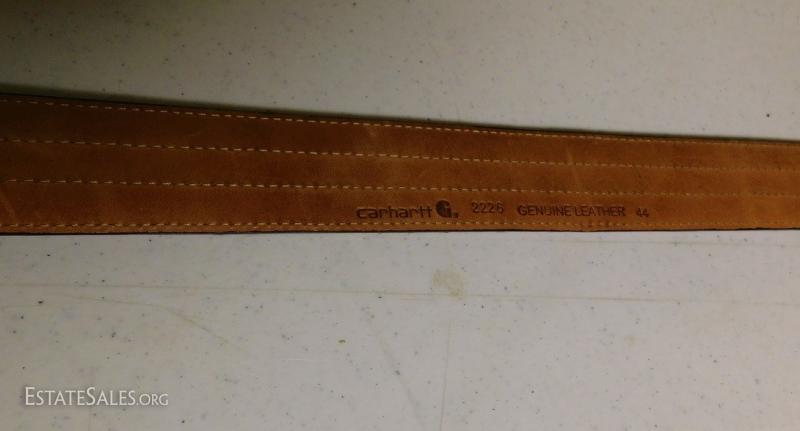 carhartt 2226 GENUINE LEATHER 44
EstateSales.org